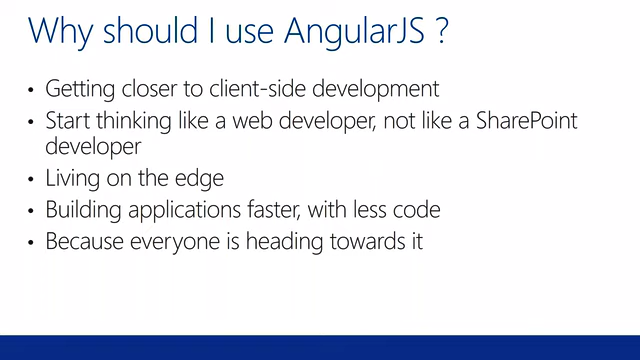 Why should I use AngularJS ?
• Getting closer to client-side development
• Start thinking like a web developer, not like a SharePoint
developer
• Living on the edge
• Building applications faster, with less code
• Because everyone is heading towards it